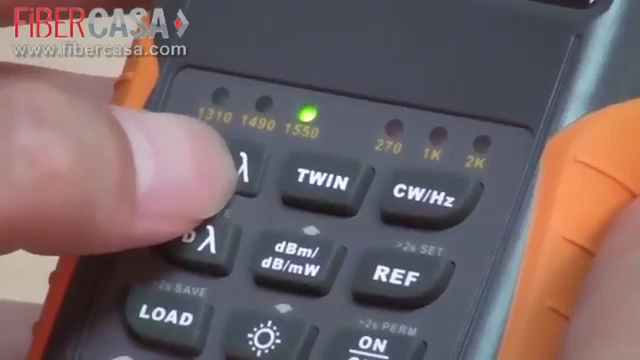 FiBERCASA
www.fibercasa.com
1310 1490 1550 270 1K 2K
λ TWIN CW/Hz
λ dBm/ dB/mW >2s SET REF
>2s SAVE LOAD >2s PERM ON